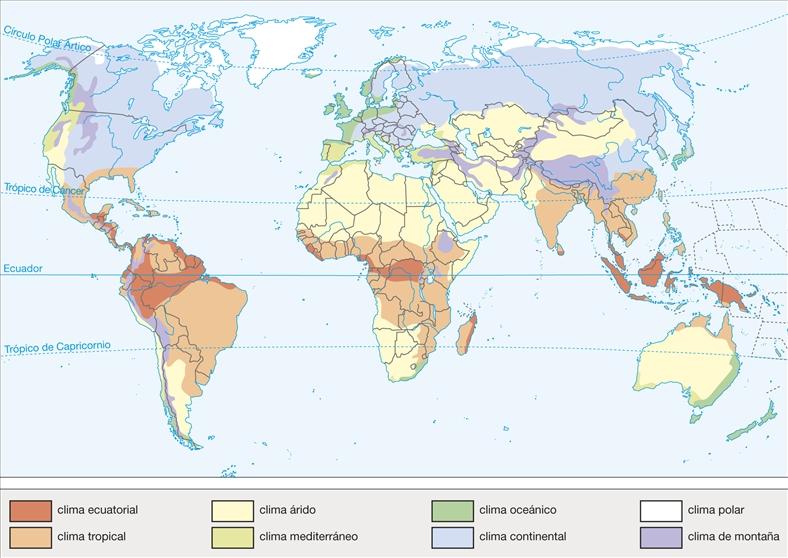 Círculo Polar Ártico
Trópico de Cáncer
Ecuador
Trópico de Capricornio
clima ecuatorial
clima árido
clima oceánico
clima polar
clima tropical
clima mediterráneo
clima continental
clima de montaña